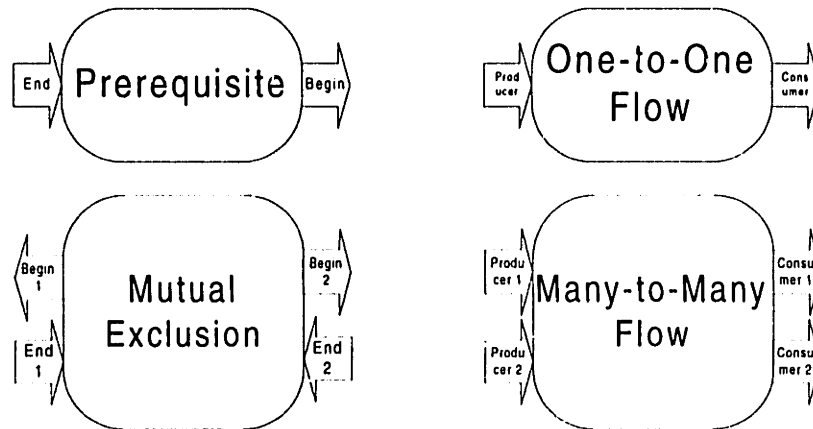 End
Prerequisite
Begin
Prod
ucer
One-to-One
Flow
Cons
umer
Begin
1
End
1
Mutual
Exclusion
Begin
2
End
2
Produ
cer 1
Produ
cer 2
Many-to-Many
Flow
Consu
mer 1
Consu
mer 2